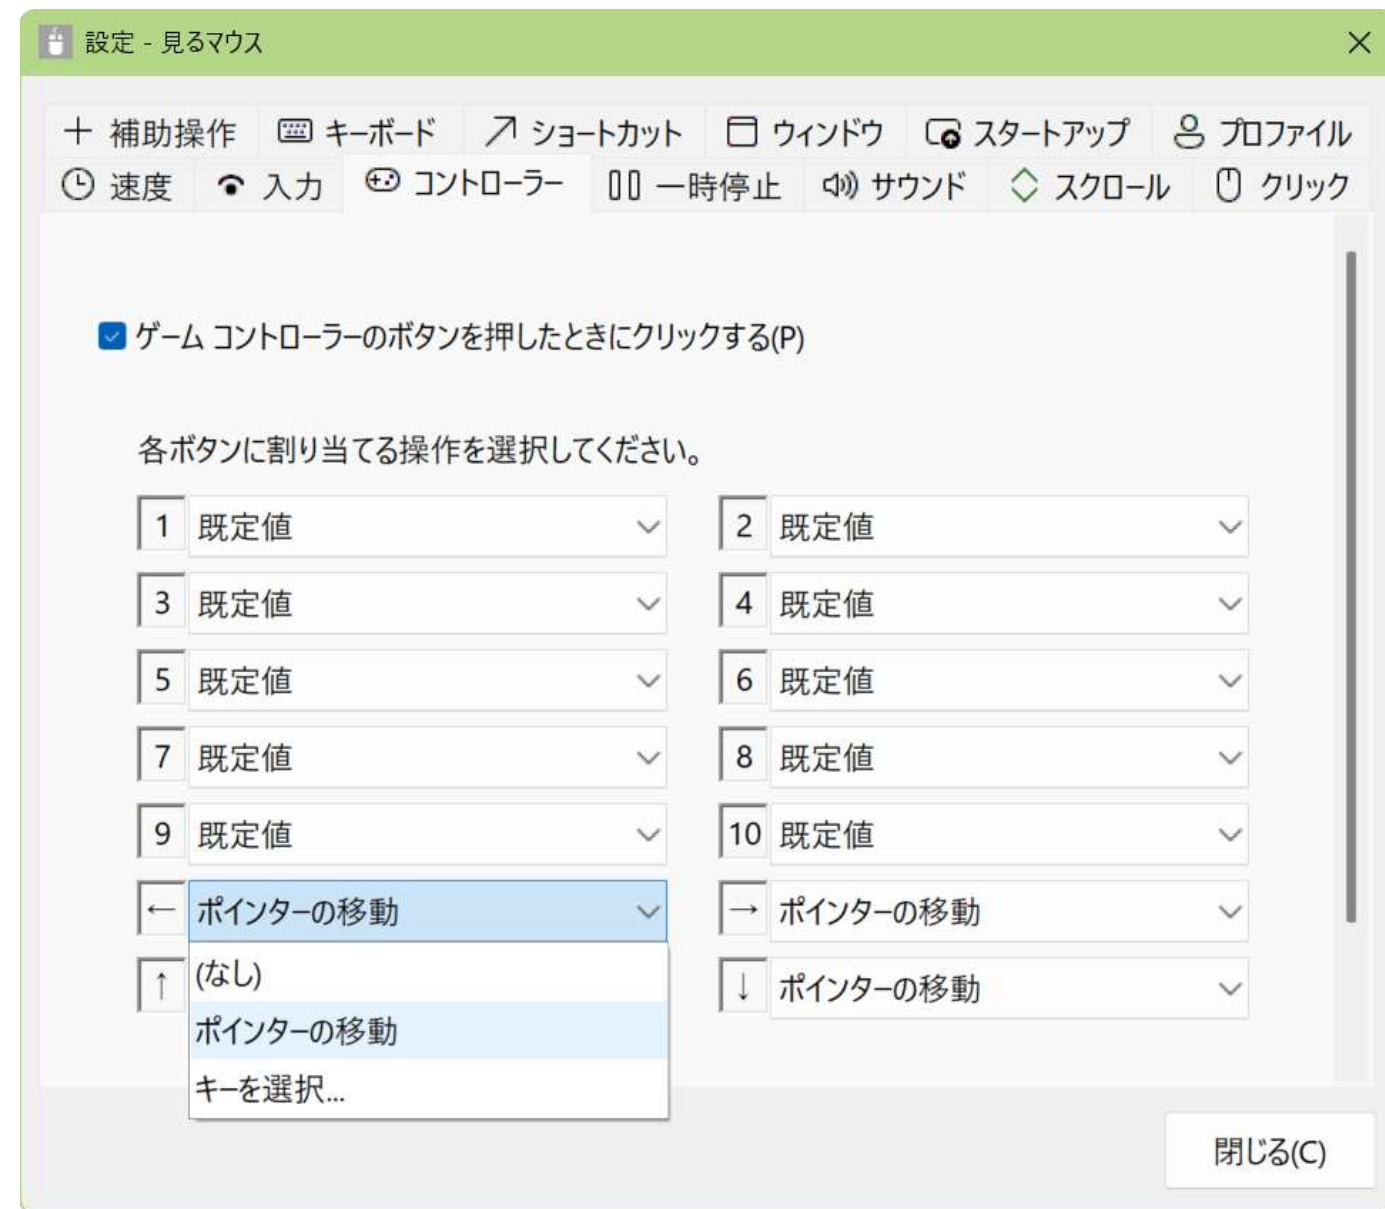 設定 - 見るマウス
補助操作 キーボード ショートカット ウィンドウ スタートアップ プロファイル
速度 入力 コントローラー 一時停止 サウンド スクロール クリック
ゲーム コントローラーのボタンを押したときにクリックする(P)
各ボタンに割り当てる操作を選択してください。
1 既定値 2 既定値
3 既定値 4 既定値
5 既定値 6 既定値
7 既定値 8 既定値
9 既定値 10 既定値
← ポインターの移動 → ポインターの移動
↑ (なし) ↓ ポインターの移動
ポインターの移動
キーを選択...
閉じる(C)